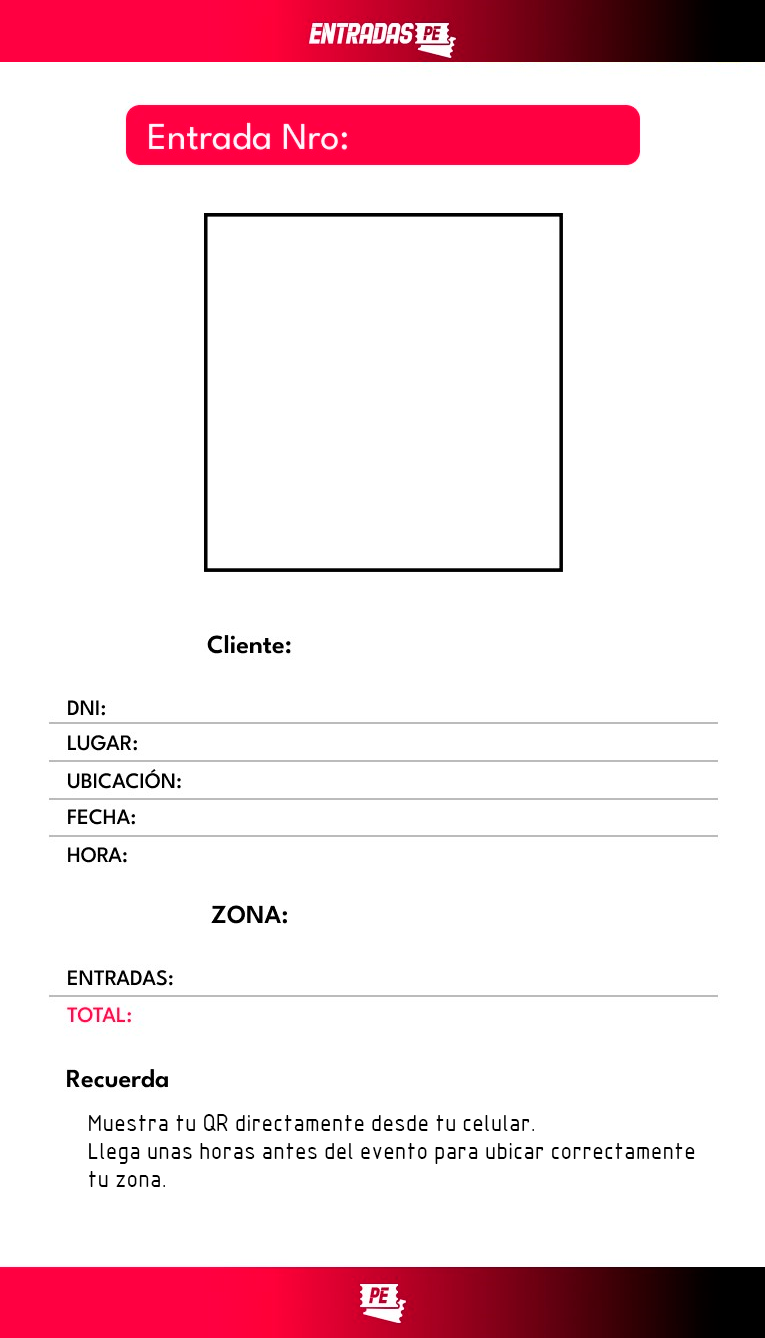 ENTRADAS PE
Entrada Nro:
Cliente:
DNI:
LUGAR:
UBICACIÓN:
FECHA:
HORA:
ZONA:
ENTRADAS:
TOTAL:
Recuerda
Muestra tu QR directamente desde tu celular.
Llega unas horas antes del evento para ubicar correctamente
tu zona.
PE